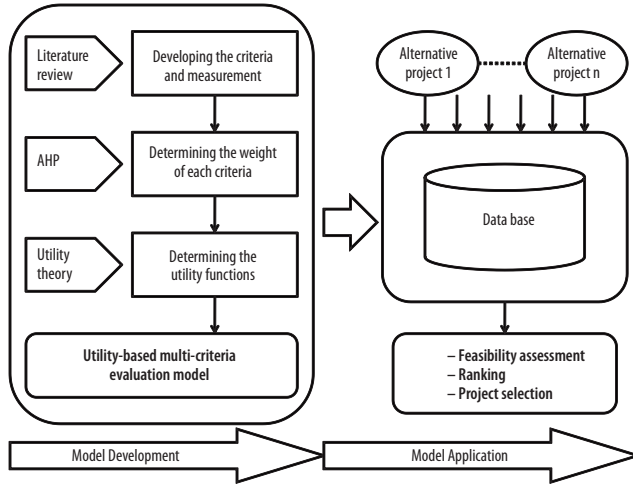 Literature
review
Developing the criteria
and measurement
AHP
Determining the weight
of each criteria
Utility
theory
Determining the
utility functions
Utility-based multi-criteria
evaluation model
Alternative
project 1
Alternative
project n
Data base
– Feasibility assessment
– Ranking
– Project selection
Model Development
Model Application